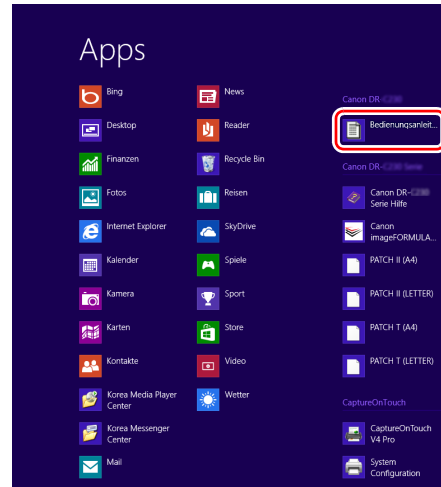 Apps
Bing
Desktop
Finanzen
Fotos
Internet Explorer
Kalender
Kamera
Karten
Kontakte
Korea Media Player
Center
Korea Messenger
Center
Mail
News
Reader
Recycle Bin
Reisen
SkyDrive
Spiele
Sport
Store
Video
Wetter
Canon DR-
Bedienungsanleit...
Canon DR-
Canon DR-
Serie Hilfe
Canon
imageFORMULA...
PATCH II (A4)
PATCH II (LETTER)
PATCH T (A4)
PATCH T (LETTER)
CaptureOnTouch
CaptureOnTouch
V4 Pro
System
Configuration